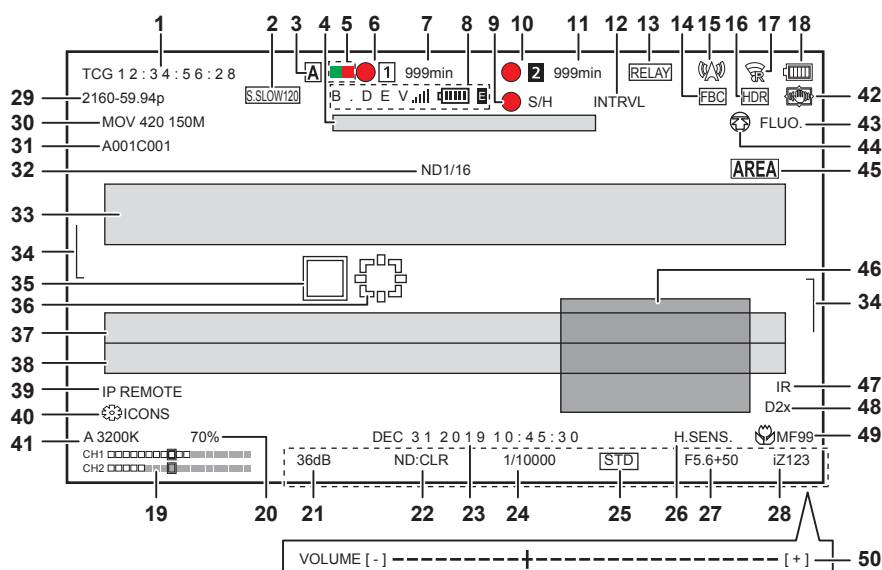 1 2 3 4 5 6 7 8 9 10 11 12 13 14 15 16 17 18
TCG 12:34:56:28 S.SLOW120 A 1 999min 2 999min RELAY
29 2160-59.94p B.DEV E S/H INTRVL FBC HDR 42
30 MOV 420 150M FLUO. 43
31 A001C001 44
32 ND1/16 AREA 45
33
34 46
35 34
36
37
38
39 IP REMOTE IR 47
40 ICONS D2x 48
41 A 3200K 70% DEC 31 2019 10:45:30 H.SENS. MF99 49
CH1
CH2 36dB ND:CLR 1/10000 STD F5.6+50 iZ123
19 20 21 22 23 24 25 26 27 28
VOLUME [-] [+] 50